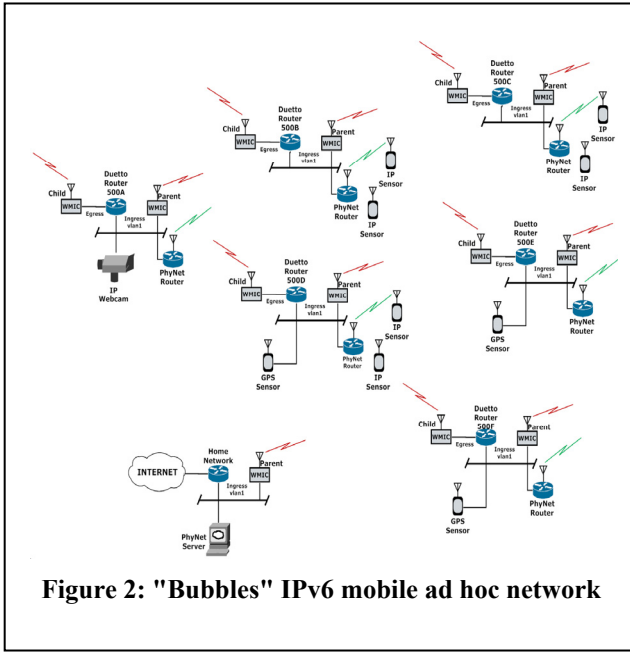 Duetto
Router
500C
Child
WMIC
Egress
Ingress
vlan1
Parent
WMIC
PhyNet
Router
IP
Sensor
IP
Sensor
Duetto
Router
500B
Child
WMIC
Egress
Ingress
vlan1
Parent
WMIC
PhyNet
Router
IP
Sensor
IP
Sensor
Duetto
Router
500A
Child
WMIC
Egress
Ingress
vlan1
Parent
WMIC
PhyNet
Router
IP
Webcam
Duetto
Router
500E
Child
WMIC
Egress
Ingress
vlan1
Parent
WMIC
PhyNet
Router
GPS
Sensor
Duetto
Router
500D
Child
WMIC
Egress
Ingress
vlan1
Parent
WMIC
PhyNet
Router
GPS
Sensor
IP
Sensor
IP
Sensor
Duetto
Router
500F
Child
WMIC
Egress
Ingress
vlan1
Parent
WMIC
PhyNet
Router
GPS
Sensor
INTERNET
Home
Network
Ingress
vlan1
Parent
WMIC
PhyNet
Server
Figure 2: "Bubbles" IPv6 mobile ad hoc network